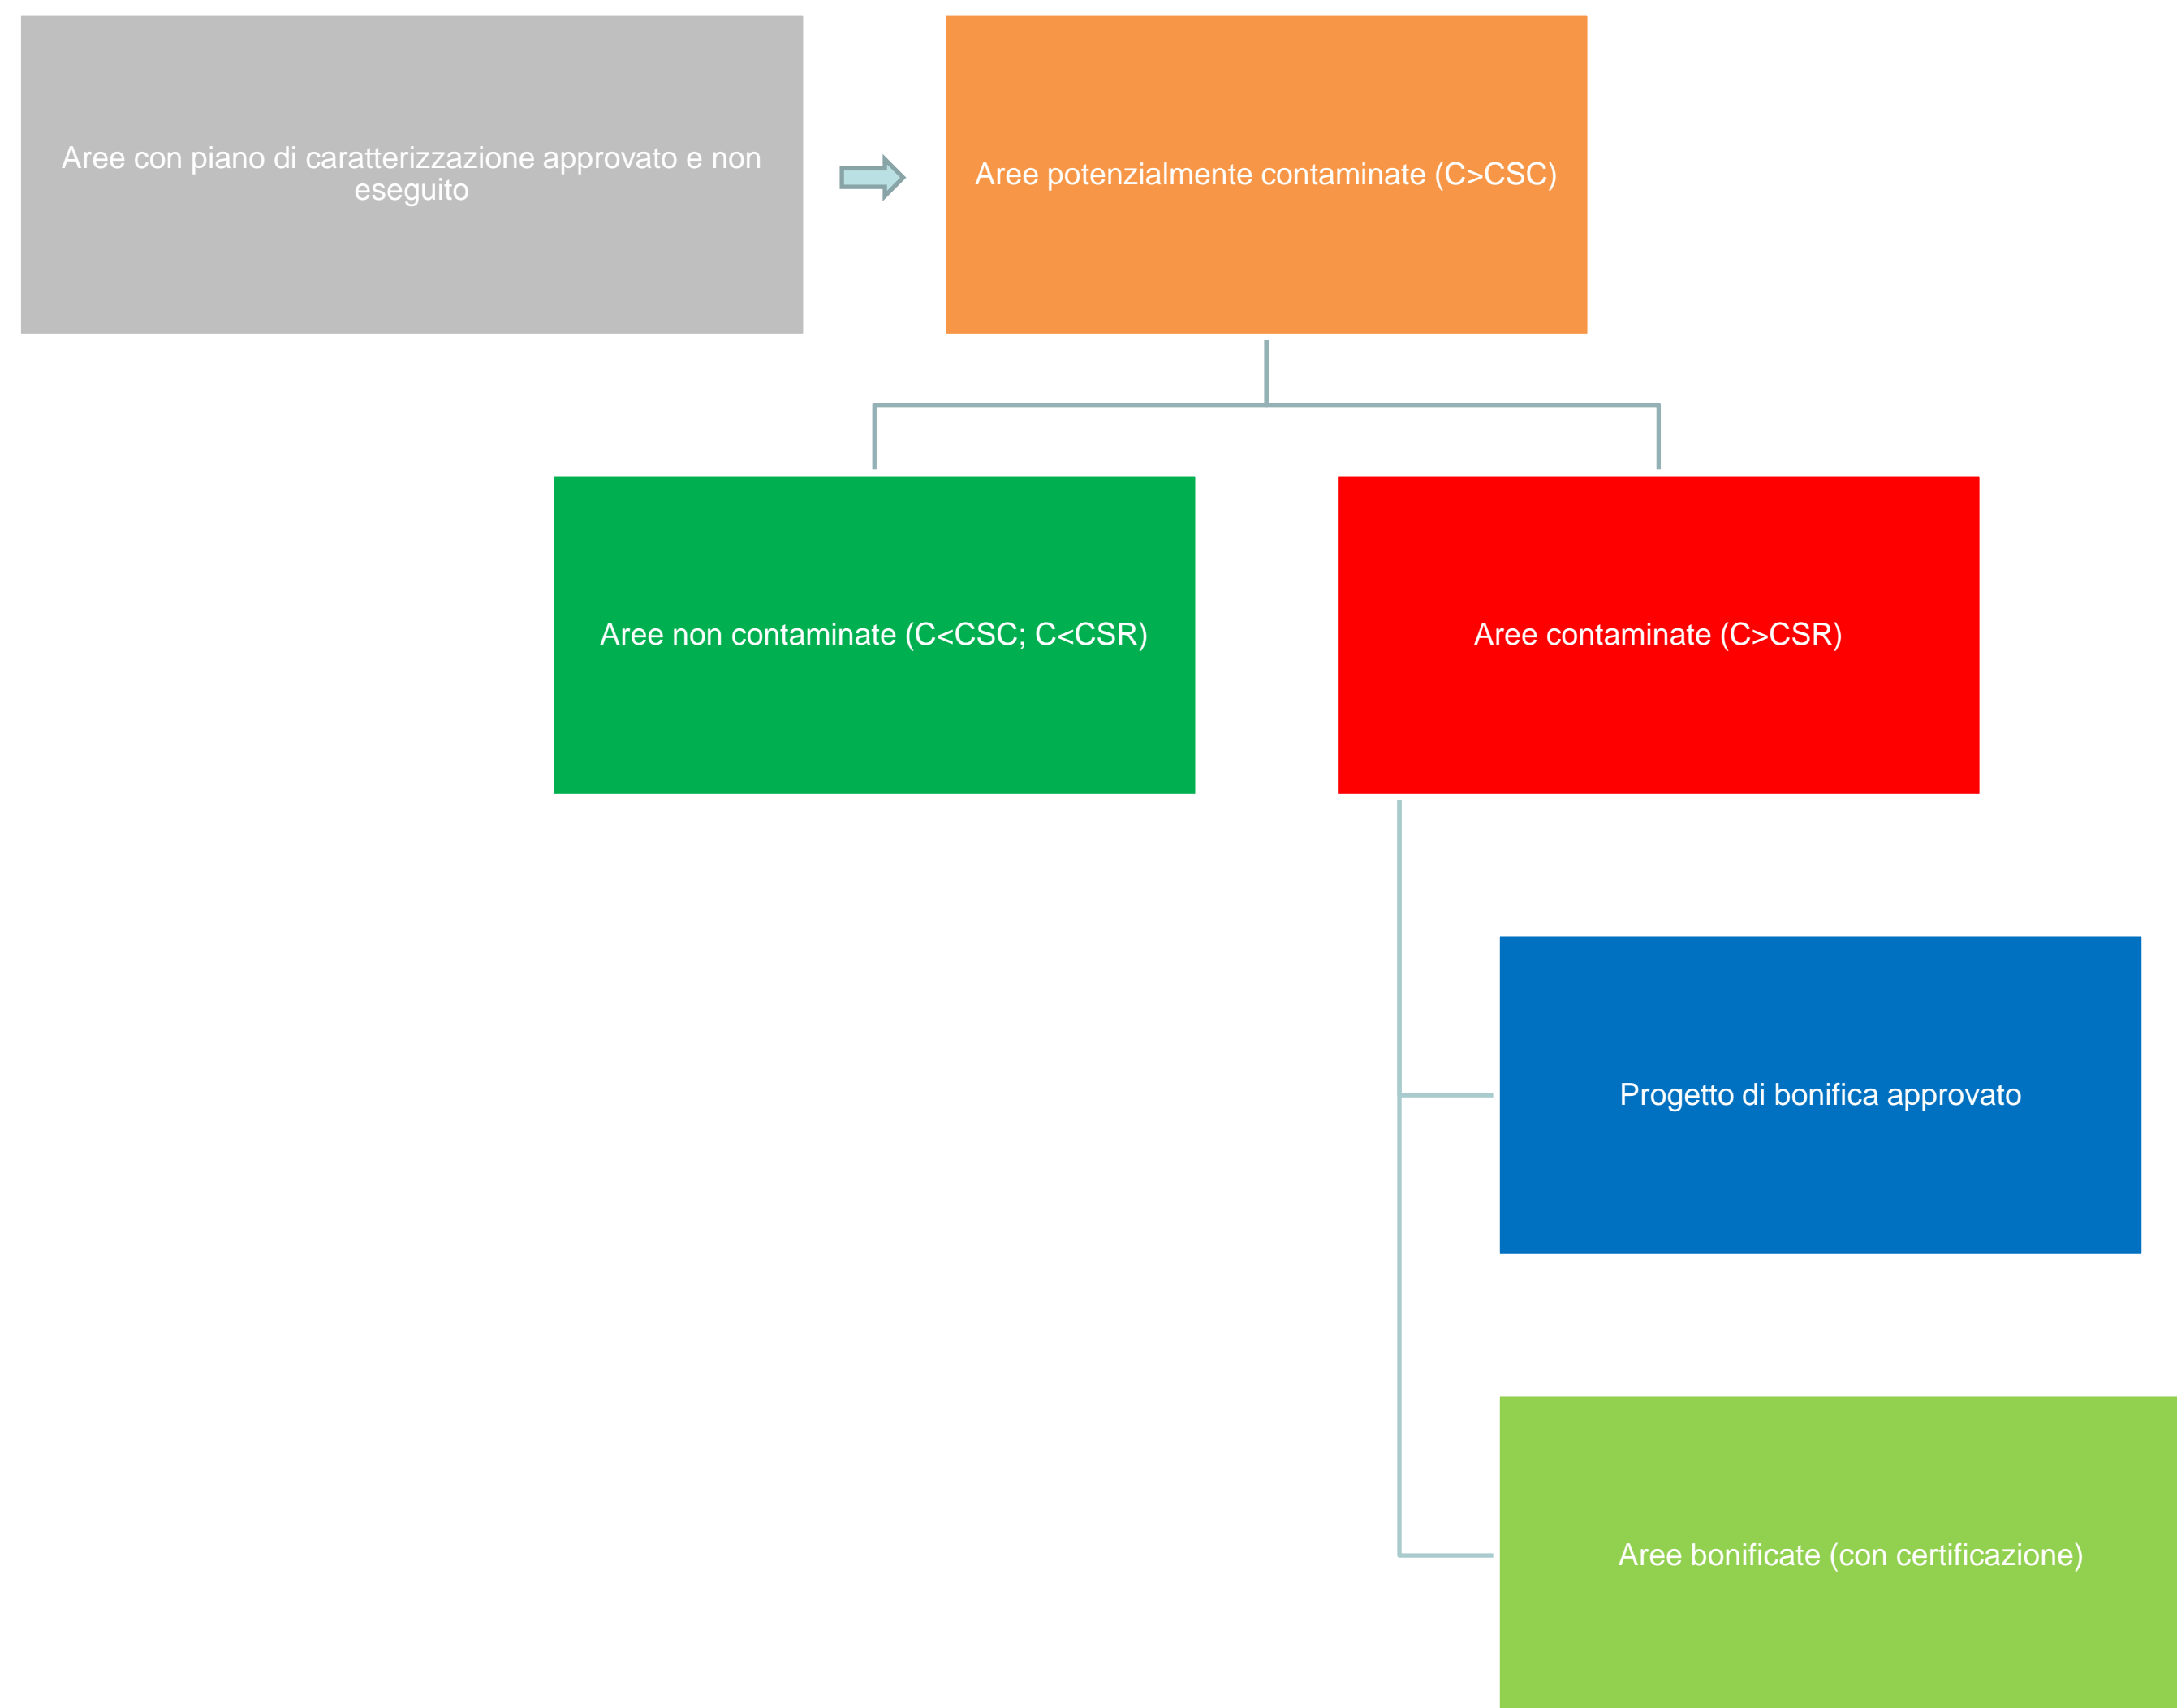 Aree con piano di caratterizzazione approvato e non
eseguito
Aree potenzialmente contaminate (C>CSC)
Aree non contaminate (C<CSC; C<CSR)
Aree contaminate (C>CSR)
Progetto di bonifica approvato
Aree bonificate (con certificazione)